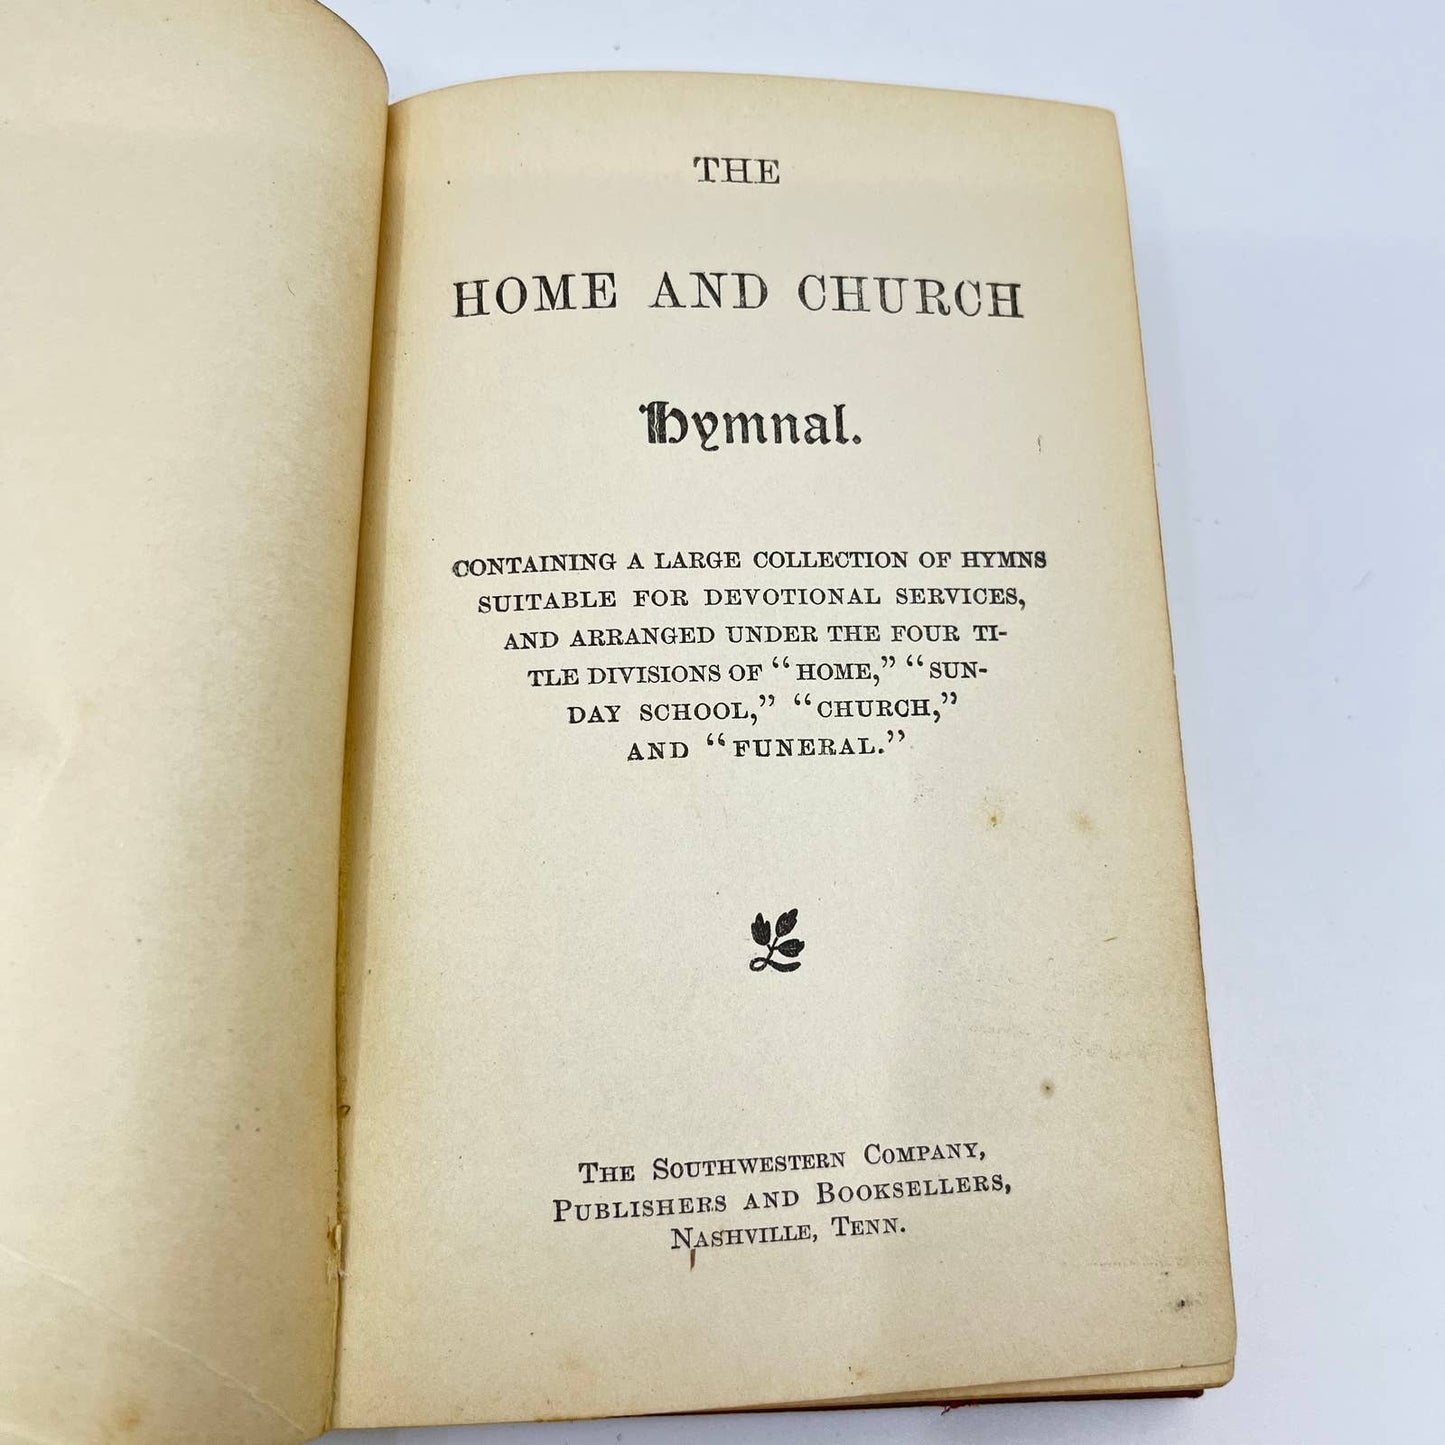 THE
HOME AND CHURCH
Hymnal.
CONTAINING A LARGE COLLECTION OF HYMNS
SUITABLE FOR DEVOTIONAL SERVICES,
AND ARRANGED UNDER THE FOUR TI-
TLE DIVISIONS OF “HOME,” “SUN-
DAY SCHOOL,” “CHURCH,”
AND “FUNERAL.”
THE SOUTHWESTERN COMPANY,
PUBLISHERS AND BOOKSELLERS,
NASHVILLE, TENN.